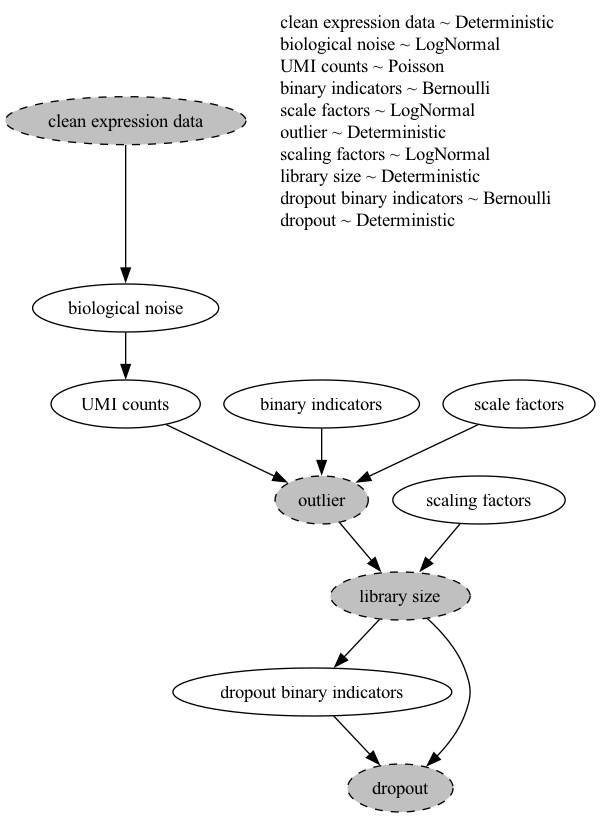 clean expression data ~ Deterministic
biological noise ~ LogNormal
UMI counts ~ Poisson
binary indicators ~ Bernoulli
scale factors ~ LogNormal
outlier ~ Deterministic
scaling factors ~ LogNormal
library size ~ Deterministic
dropout binary indicators ~ Bernoulli
dropout ~ Deterministic
clean expression data
biological noise
UMI counts
binary indicators
scale factors
outlier
scaling factors
library size
dropout binary indicators
dropout